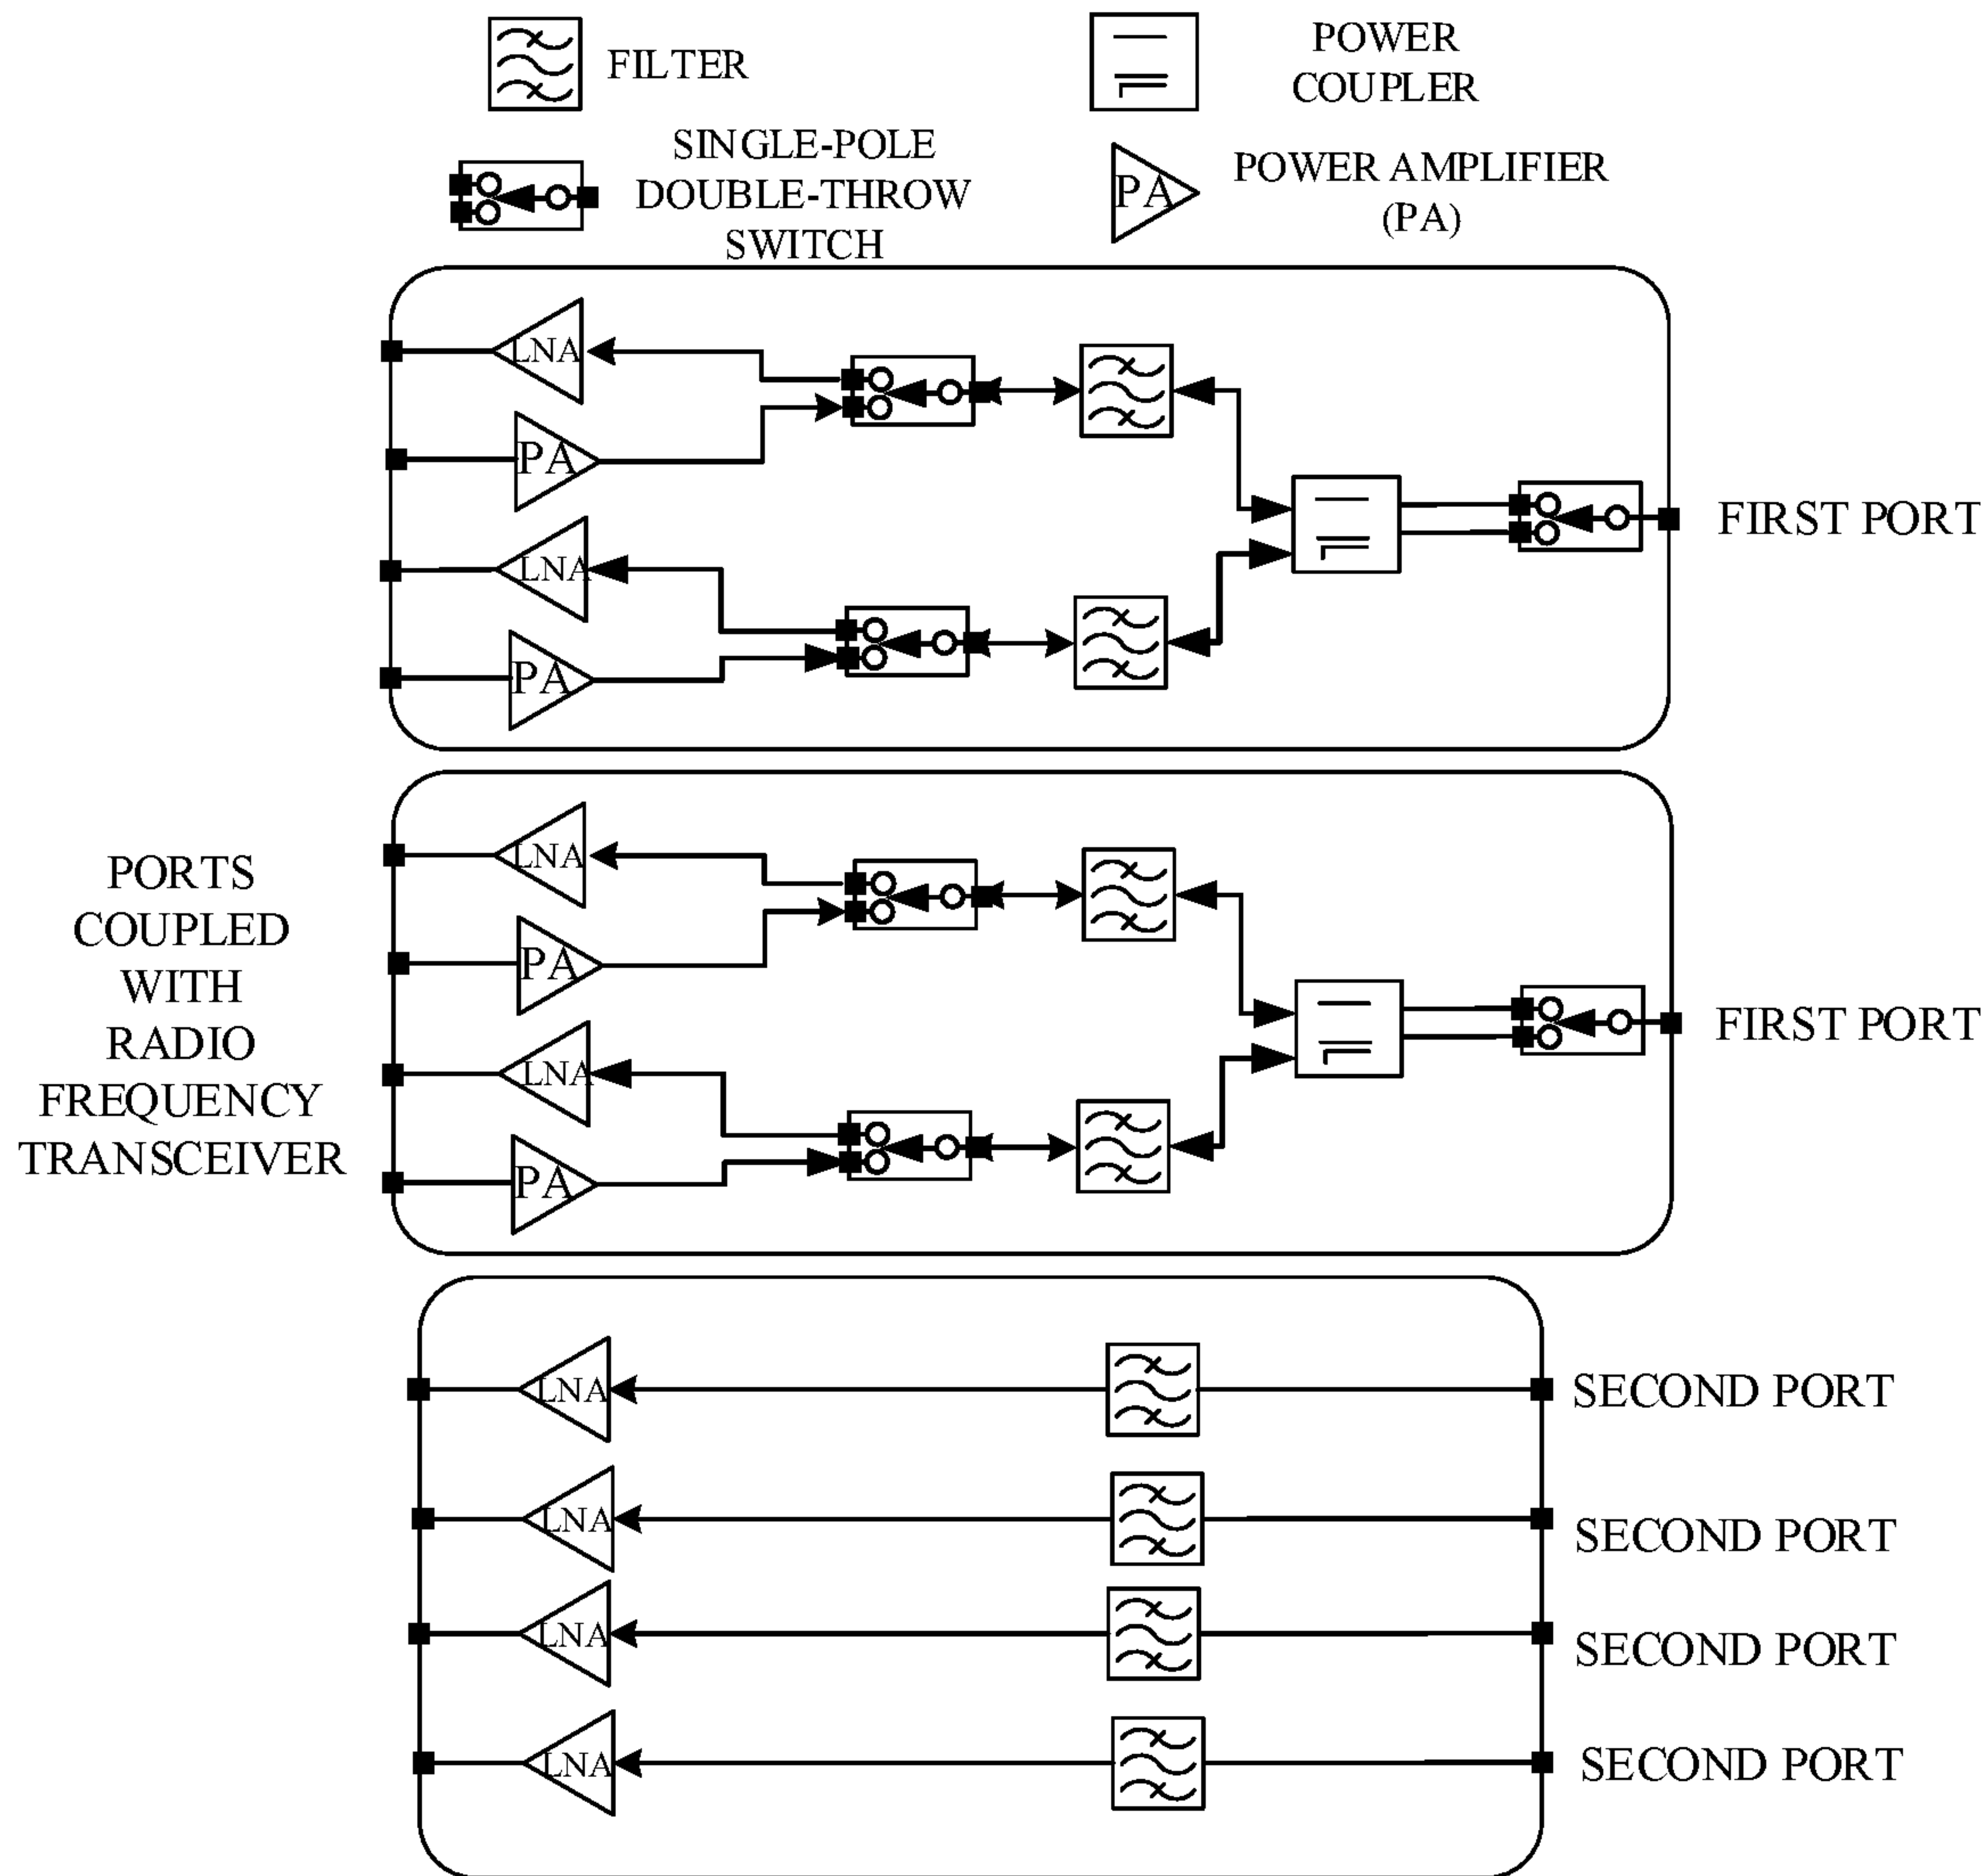 FILTER
POWER
COUPLER
SINGLE-POLE
DOUBLE-THROW
SWITCH
PA
POWER AMPLIFIER
(PA)
LNA
PA
LNA
PA
FIRST PORT
PORTS
COUPLED
WITH
RADIO
FREQUENCY
TRANSCEIVER
LNA
PA
LNA
PA
FIRST PORT
LNA
SECOND PORT
LNA
SECOND PORT
LNA
SECOND PORT
LNA
SECOND PORT